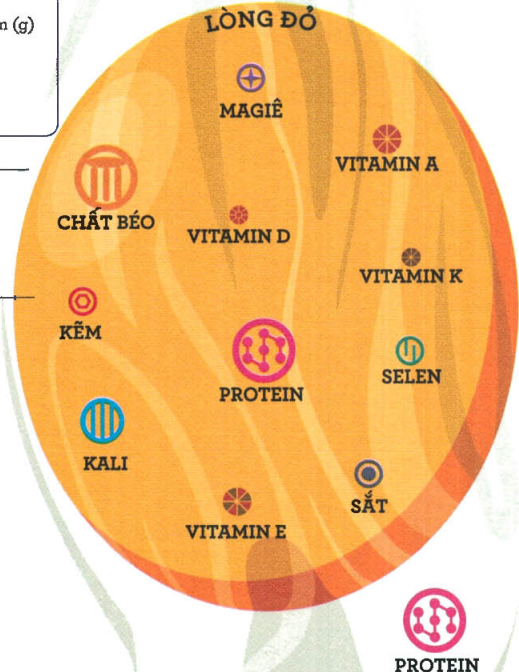 (g)
LÒNG ĐỎ
MAGIÊ
VITAMIN A
CHẤT BÉO
VITAMIN D
VITAMIN K
KẼM
PROTEIN
SELEN
KALI
SẮT
VITAMIN E
PROTEIN